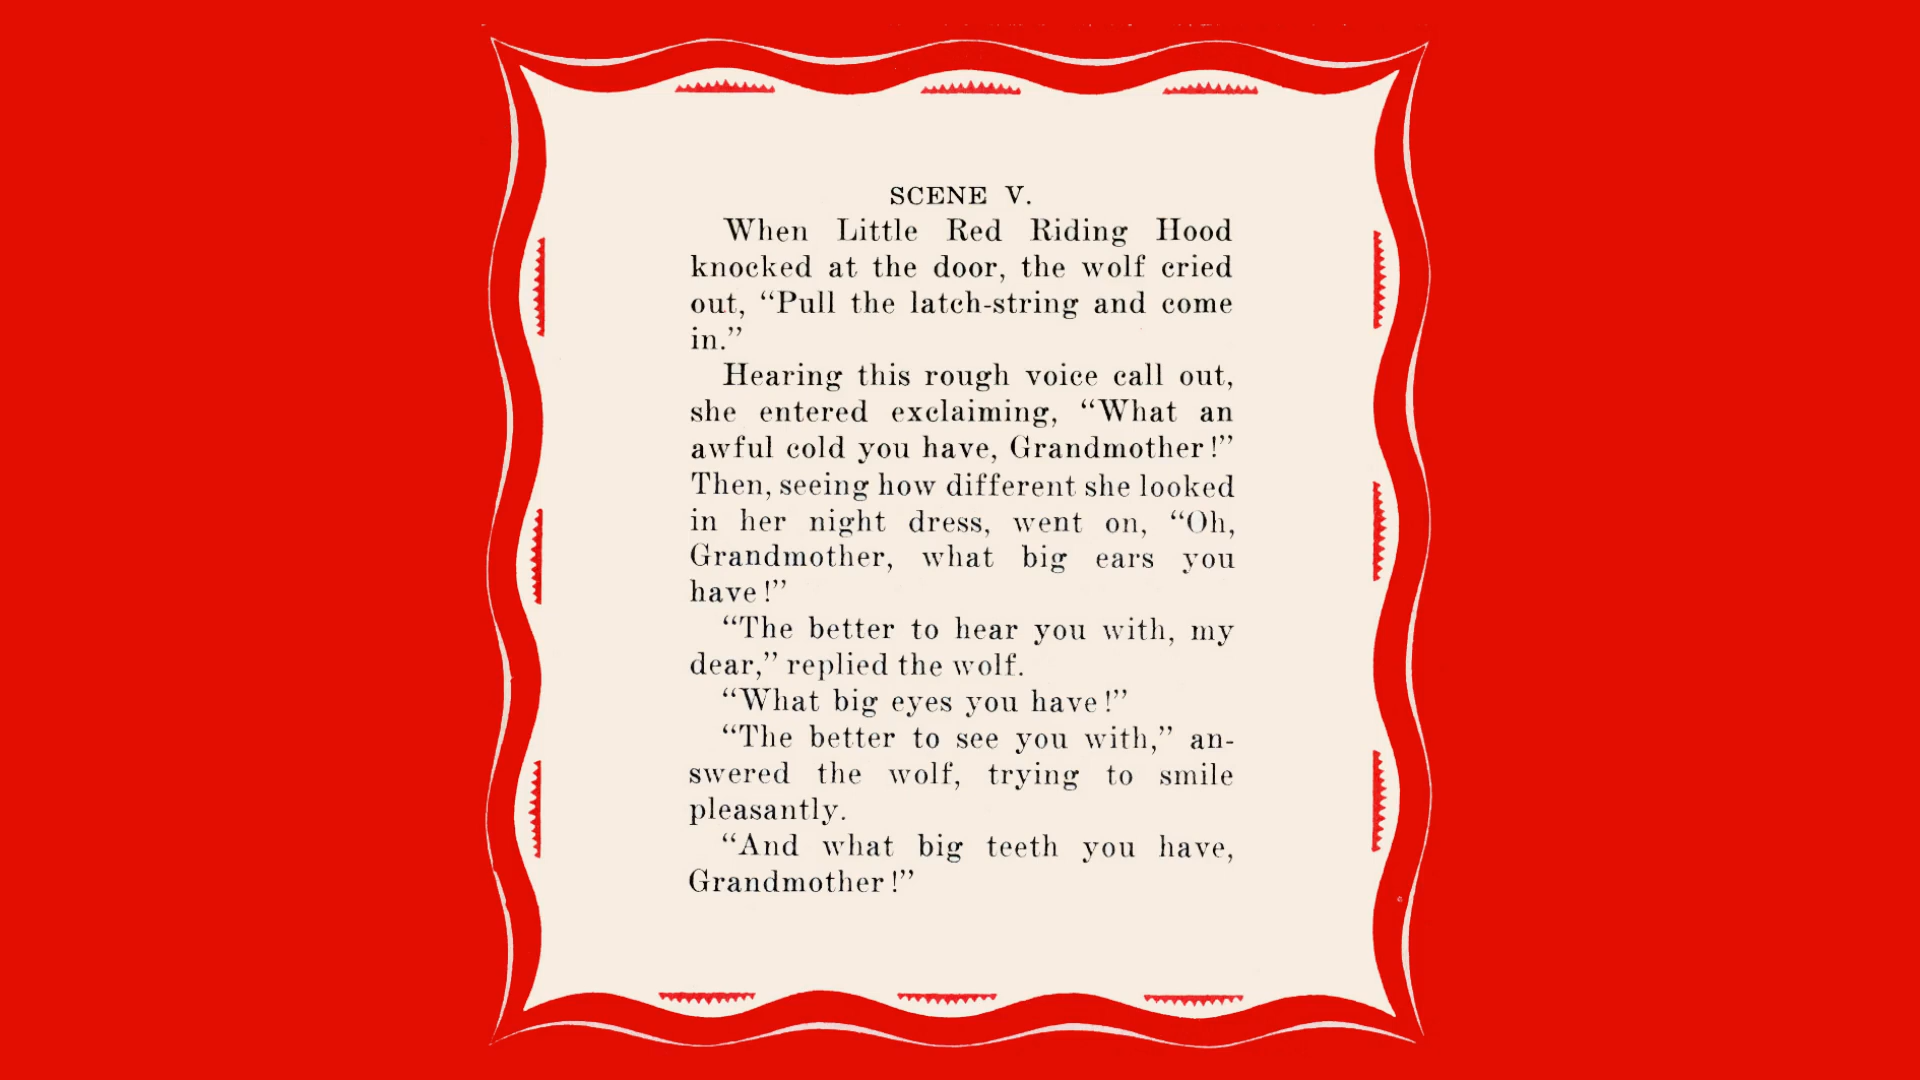 SCENE V.
When Little Red Riding Hood
knocked at the door, the wolf cried
out, “Pull the latch-string and come
in.”
Hearing this rough voice call out,
she entered exclaiming, “What an
awful cold you have, Grandmother!”
Then, seeing how different she looked
in her night dress, went on, “Oh,
Grandmother, what big ears you
have!”
“The better to hear you with, my
dear,” replied the wolf.
“What big eyes you have!”
“The better to see you with,” an-
swered the wolf, trying to smile
pleasantly.
“And what big teeth you have,
Grandmother!”